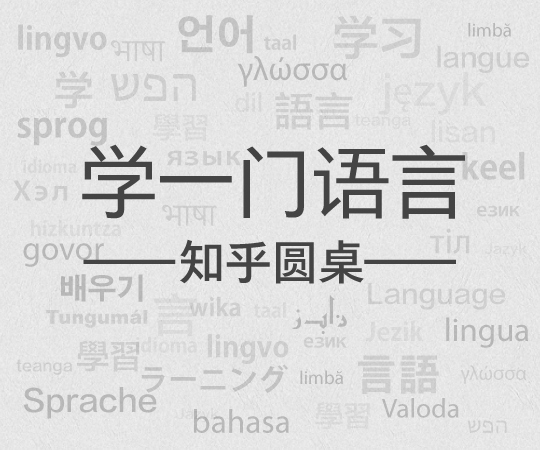 lingvo
भाषा
언어
taal
学习
limbă
langue
γλώσσα
学
הפש
dil
語言
język
teanga
sprog
學習
lisan
idioma
язык
学一门语言
keel
Хэл
भाषा
език
hizkuntza
govor
тіл
Jazyk
知乎圆桌
배우기
Language
Tungumál
言
wika
taal
lingua
език
Jezik
teanga
學習
idioma
lingvo
ラーニング
limbă
言語
γλώσσα
Sprache
bahasa
學習
Valoda
הפש